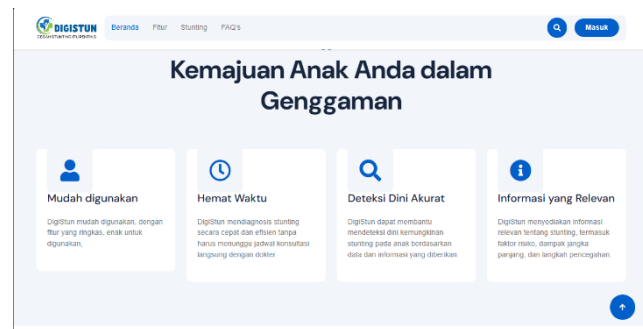 DIGISTUN
Beranda Fitur Stunting FAQ's
Masuk
Kemajuan Anak Anda dalam
Genggaman
Mudah digunakan
DigiStun mudah digunakan, dengan
fitur yang ringkas, enak untuk
digunakan,
Hemat Waktu
DigiStun mendiagnosis stunting
secara cepat dan efisien tanpa
harus menunggu jadwal konsultasi
langsung dengan dokter.
Deteksi Dini Akurat
DigiStun dapat membantu
mendeteksi dini kemungkinan
stunting pada anak berdasarkan
data dan informasi yang diberikan.
Informasi yang Relevan
DigiStun menyediakan informasi
relevan tentang stunting, termasuk
faktor risiko, dampak jangka
panjang, dan langkah pencegahan.